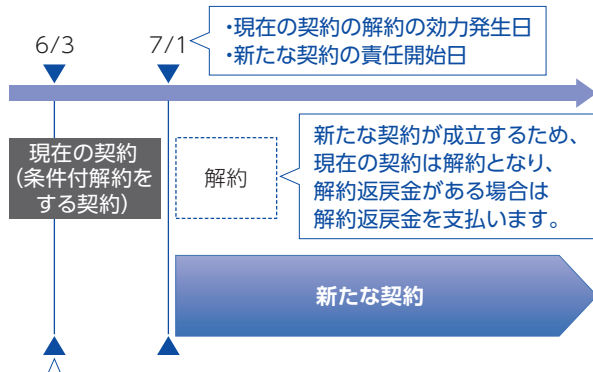 6/3
7/1
・現在の契約の解約の効力発生日
・新たな契約の責任開始日
現在の契約
(条件付解約を
する契約)
解約
新たな契約が成立するため、
現在の契約は解約となり、
解約返戻金がある場合は
解約返戻金を支払います。
新たな契約